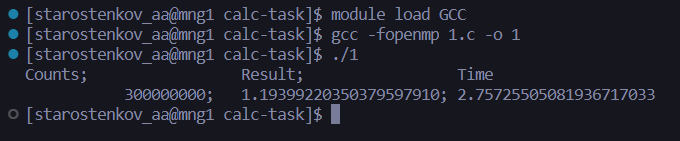 [starostenkov_aa@mng1 calc-task]$ module load GCC
[starostenkov_aa@mng1 calc-task]$ gcc -fopenmp 1.c -o 1
[starostenkov_aa@mng1 calc-task]$ ./1
Counts; Result; Time
300000000; 1.19399220350379597910; 2.75725505081936717033
[starostenkov_aa@mng1 calc-task]$